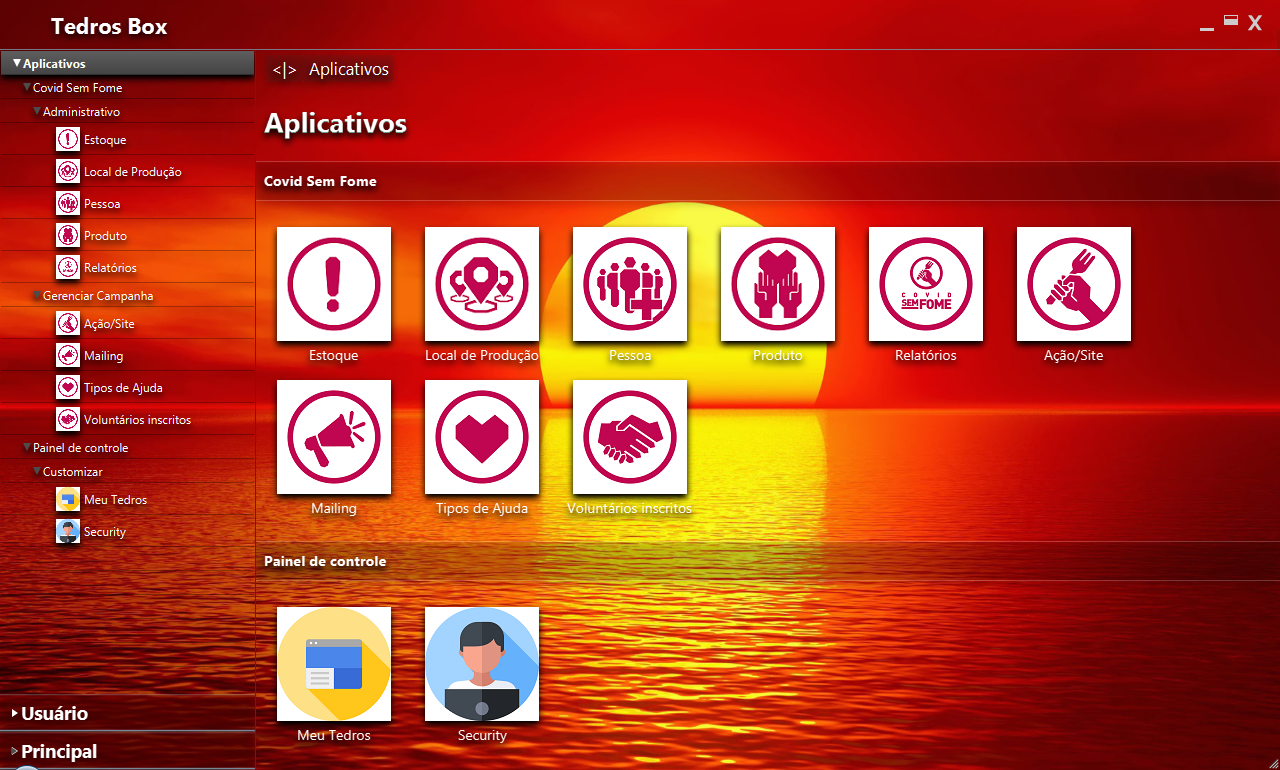 Tedros Box
Aplicativos
Covid Sem Fome
Administrativo
Estoque
Local de Produção
Pessoa
Produto
Relatórios
Gerenciar Campanha
Ação/Site
Mailing
Tipos de Ajuda
Voluntários inscritos
Painel de controle
Customizar
Meu Tedros
Security
Usuário
Principal
<|> Aplicativos
Aplicativos
Covid Sem Fome
COVID
SEM FOME
Estoque
Local de Produção
Pessoa
Produto
Relatórios
Ação/Site
Mailing
Tipos de Ajuda
Voluntários inscritos
Painel de controle
Meu Tedros
Security